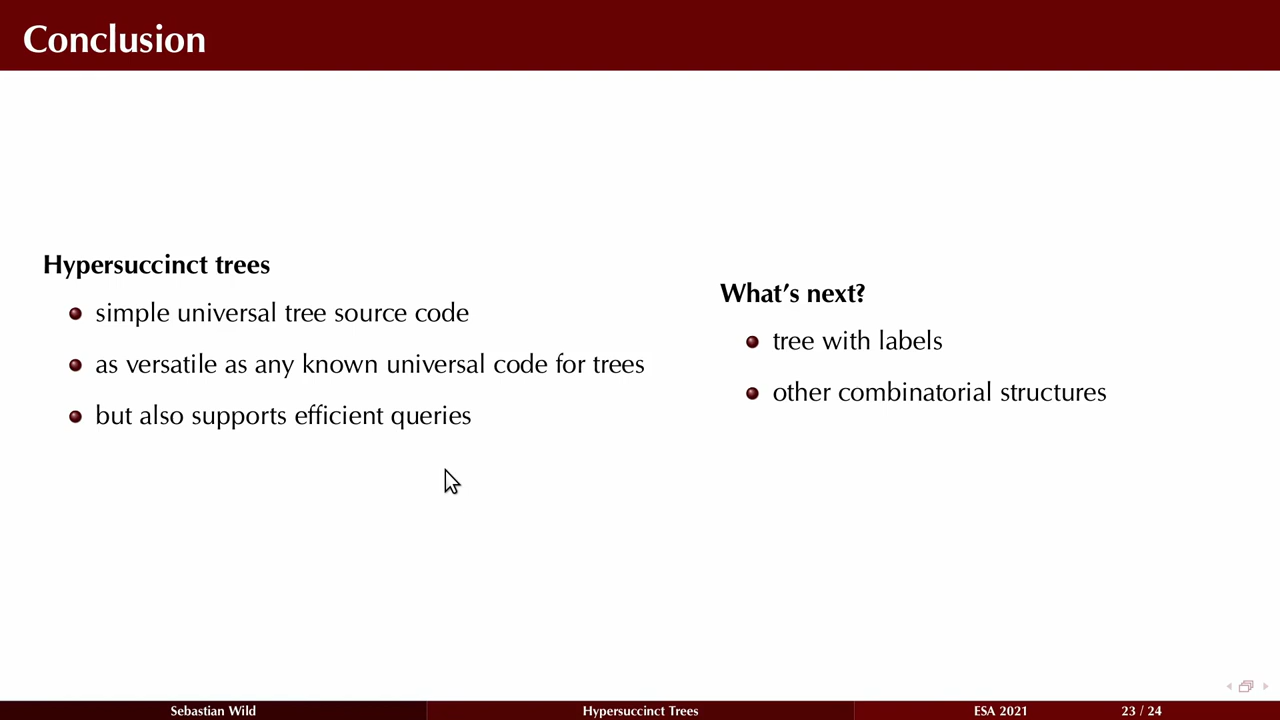 Conclusion
Hypersuccinct trees
simple universal tree source code
as versatile as any known universal code for trees
but also supports efficient queries
What's next?
tree with labels
other combinatorial structures
Sebastian Wild
Hypersuccinct Trees
ESA 2021
23 / 24